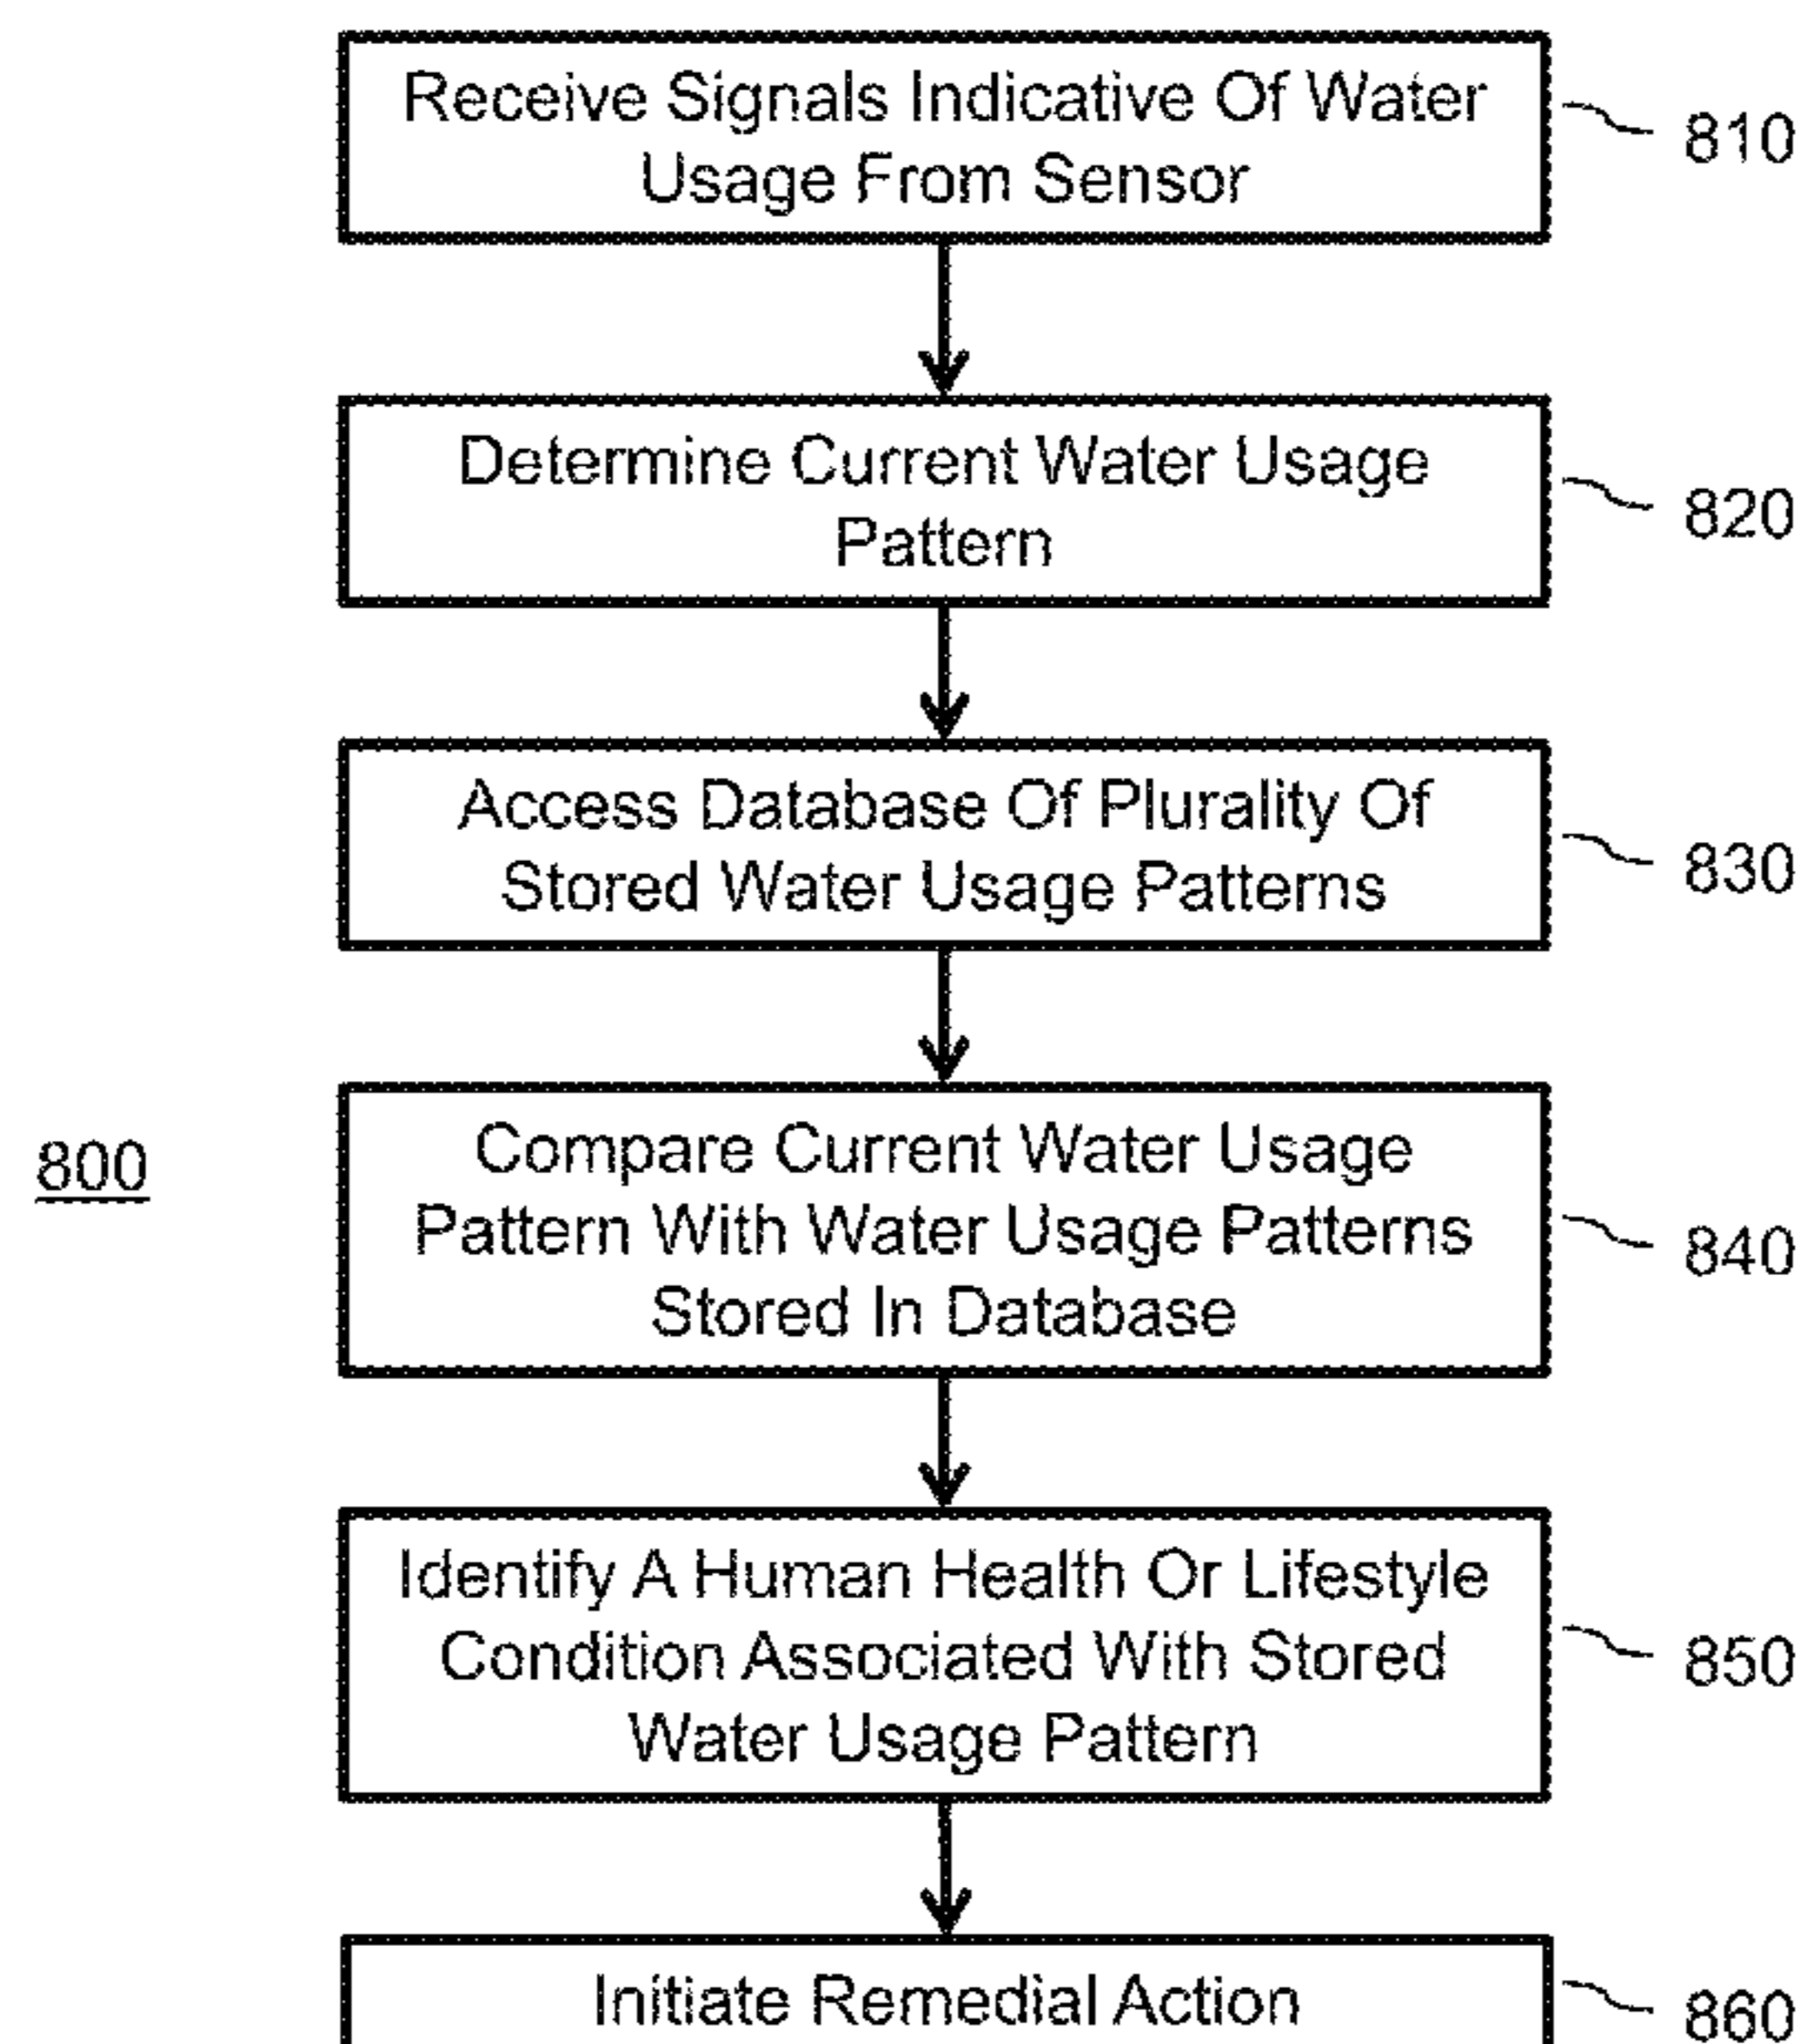 Receive Signals Indicative Of Water
Usage From Sensor
810
Determine Current Water Usage
Pattern
820
Access Database Of Plurality Of
Stored Water Usage Patterns
830
800
Compare Current Water Usage
Pattern With Water Usage Patterns
Stored In Database
840
Identify A Human Health Or Lifestyle
Condition Associated With Stored
Water Usage Pattern
850
Initiate Remedial Action
860